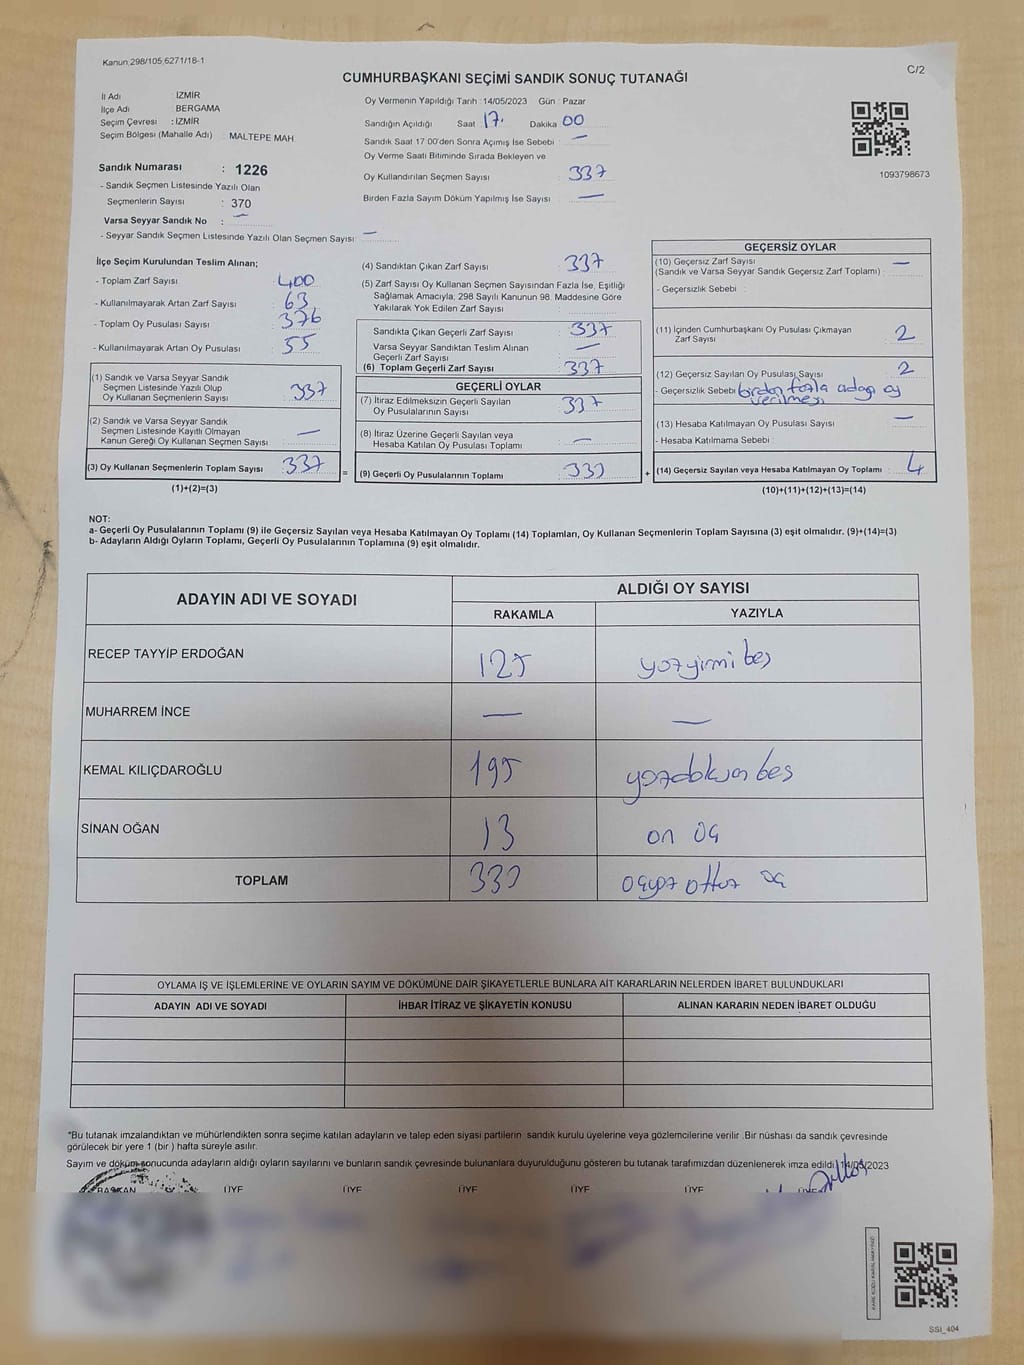 Kanun.298/105,6271/18-1
C/2
CUMHURBAŞKANI SEÇİMİ SANDIK SONUÇ TUTANAĞI
İl Adı : İZMİR
İlçe Adı : BERGAMA
Seçim Çevresi : İZMİR
Seçim Bölgesi (Mahalle Adı) : MALTEPE MAH.
Oy Vermenin Yapıldığı Tarih :14/05/2023 Gün : Pazar
Sandığın Açıldığı Saat 17. Dakika 00
Sandık Saat 17:00'den Sonra Açımış İse Sebebi : —
Oy Verme Saati Bitiminde Sırada Bekleyen ve
Oy Kullandırılan Seçmen Sayısı : 337
Birden Fazla Sayım Döküm Yapılmış İse Sayısı : —
1093798673
Sandık Numarası : 1226
- Sandık Seçmen Listesinde Yazılı Olan
Seçmenlerin Sayısı : 370
Varsa Seyyar Sandık No : —
- Seyyar Sandık Seçmen Listesinde Yazılı Olan Seçmen Sayısı: —
İlçe Seçim Kurulundan Teslim Alınan;
- Toplam Zarf Sayısı : 400
- Kullanılmayarak Artan Zarf Sayısı : 63
- Toplam Oy Pusulası Sayısı : 376
- Kullanılmayarak Artan Oy Pusulası : 55
(1) Sandık ve Varsa Seyyar Sandık
Seçmen Listesinde Yazılı Olup
Oy Kullanan Seçmenlerin Sayısı : 337
(2) Sandık ve Varsa Seyyar Sandık
Seçmen Listesinde Kayıtlı Olmayan
Kanun Gereği Oy Kullanan Seçmen Sayısı : —
(3) Oy Kullanan Seçmenlerin Toplam Sayısı : 337
(1)+(2)=(3)
=
(4) Sandıktan Çıkan Zarf Sayısı : 337
(5) Zarf Sayısı Oy Kullanan Seçmen Sayısından Fazla İse, Eşitliği
Sağlamak Amacıyla; 298 Sayılı Kanunun 98. Maddesine Göre
Yakılarak Yok Edilen Zarf Sayısı :
Sandıkta Çıkan Geçerli Zarf Sayısı : 337
Varsa Seyyar Sandıktan Teslim Alınan
Geçerli Zarf Sayısı : —
(6) Toplam Geçerli Zarf Sayısı : 337
GEÇERLİ OYLAR
(7) İtiraz Edilmeksizin Geçerli Sayılan
Oy Pusulalarının Sayısı : 337
(8) İtiraz Üzerine Geçerli Sayılan veya
Hesaba Katılan Oy Pusulası Toplamı : —
(9) Geçerli Oy Pusulalarının Toplamı : 333
+
GEÇERSİZ OYLAR
(10) Geçersiz Zarf Sayısı
(Sandık ve Varsa Seyyar Sandık Geçersiz Zarf Toplamı) : —
- Geçersizlik Sebebi :
(11) İçinden Cumhurbaşkanı Oy Pusulası Çıkmayan
Zarf Sayısı : 2
(12) Geçersiz Sayılan Oy Pusulası Sayısı : 2
- Geçersizlik Sebebi : birden fazla adaya oy
verilmesi
(13) Hesaba Katılmayan Oy Pusulası Sayısı : —
- Hesaba Katılmama Sebebi :
(14) Geçersiz Sayılan veya Hesaba Katılmayan Oy Toplamı : 4
(10)+(11)+(12)+(13)=(14)
NOT:
a- Geçerli Oy Pusulalarının Toplamı (9) ile Geçersiz Sayılan veya Hesaba Katılmayan Oy Toplamı (14) Toplamları, Oy Kullanan Seçmenlerin Toplam Sayısına (3) eşit olmalıdır. (9)+(14)=(3)
b- Adayların Aldığı Oyların Toplamı, Geçerli Oy Pusulalarının Toplamına (9) eşit olmalıdır.
ADAYIN ADI VE SOYADI
ALDIĞI OY SAYISI
RAKAMLA YAZIYLA
RECEP TAYYİP ERDOĞAN 125 yüzyirmi beş
MUHARREM İNCE — —
KEMAL KILIÇDAROĞLU 195 yüzdoksan beş
SİNAN OĞAN 13 on üç
TOPLAM 333 üçyüz ottuz üç
OYLAMA İŞ VE İŞLEMLERİNE VE OYLARIN SAYIM VE DÖKÜMÜNE DAİR ŞİKAYETLERLE BUNLARA AİT KARARLARIN NELERDEN İBARET BULUNDUKLARI
ADAYIN ADI VE SOYADI İHBAR İTİRAZ VE ŞİKAYETİN KONUSU ALINAN KARARIN NEDEN İBARET OLDUĞU
*Bu tutanak imzalandıktan ve mühürlendikten sonra seçime katılan adayların ve talep eden siyasi partilerin sandık kurulu üyelerine veya gözlemcilerine verilir .Bir nüshası da sandık çevresinde
görülecek bir yere 1 (bir ) hafta süreyle asılır.
Sayım ve döküm sonucunda adayların aldığı oyların sayılarını ve bunların sandık çevresinde bulunanlara duyurulduğunu gösteren bu tutanak tarafımızdan düzenlenerek imza edildi. 14/05/2023
BAŞKAN ÜYE ÜYE ÜYE ÜYE ÜYE ÜYE
SSI_404